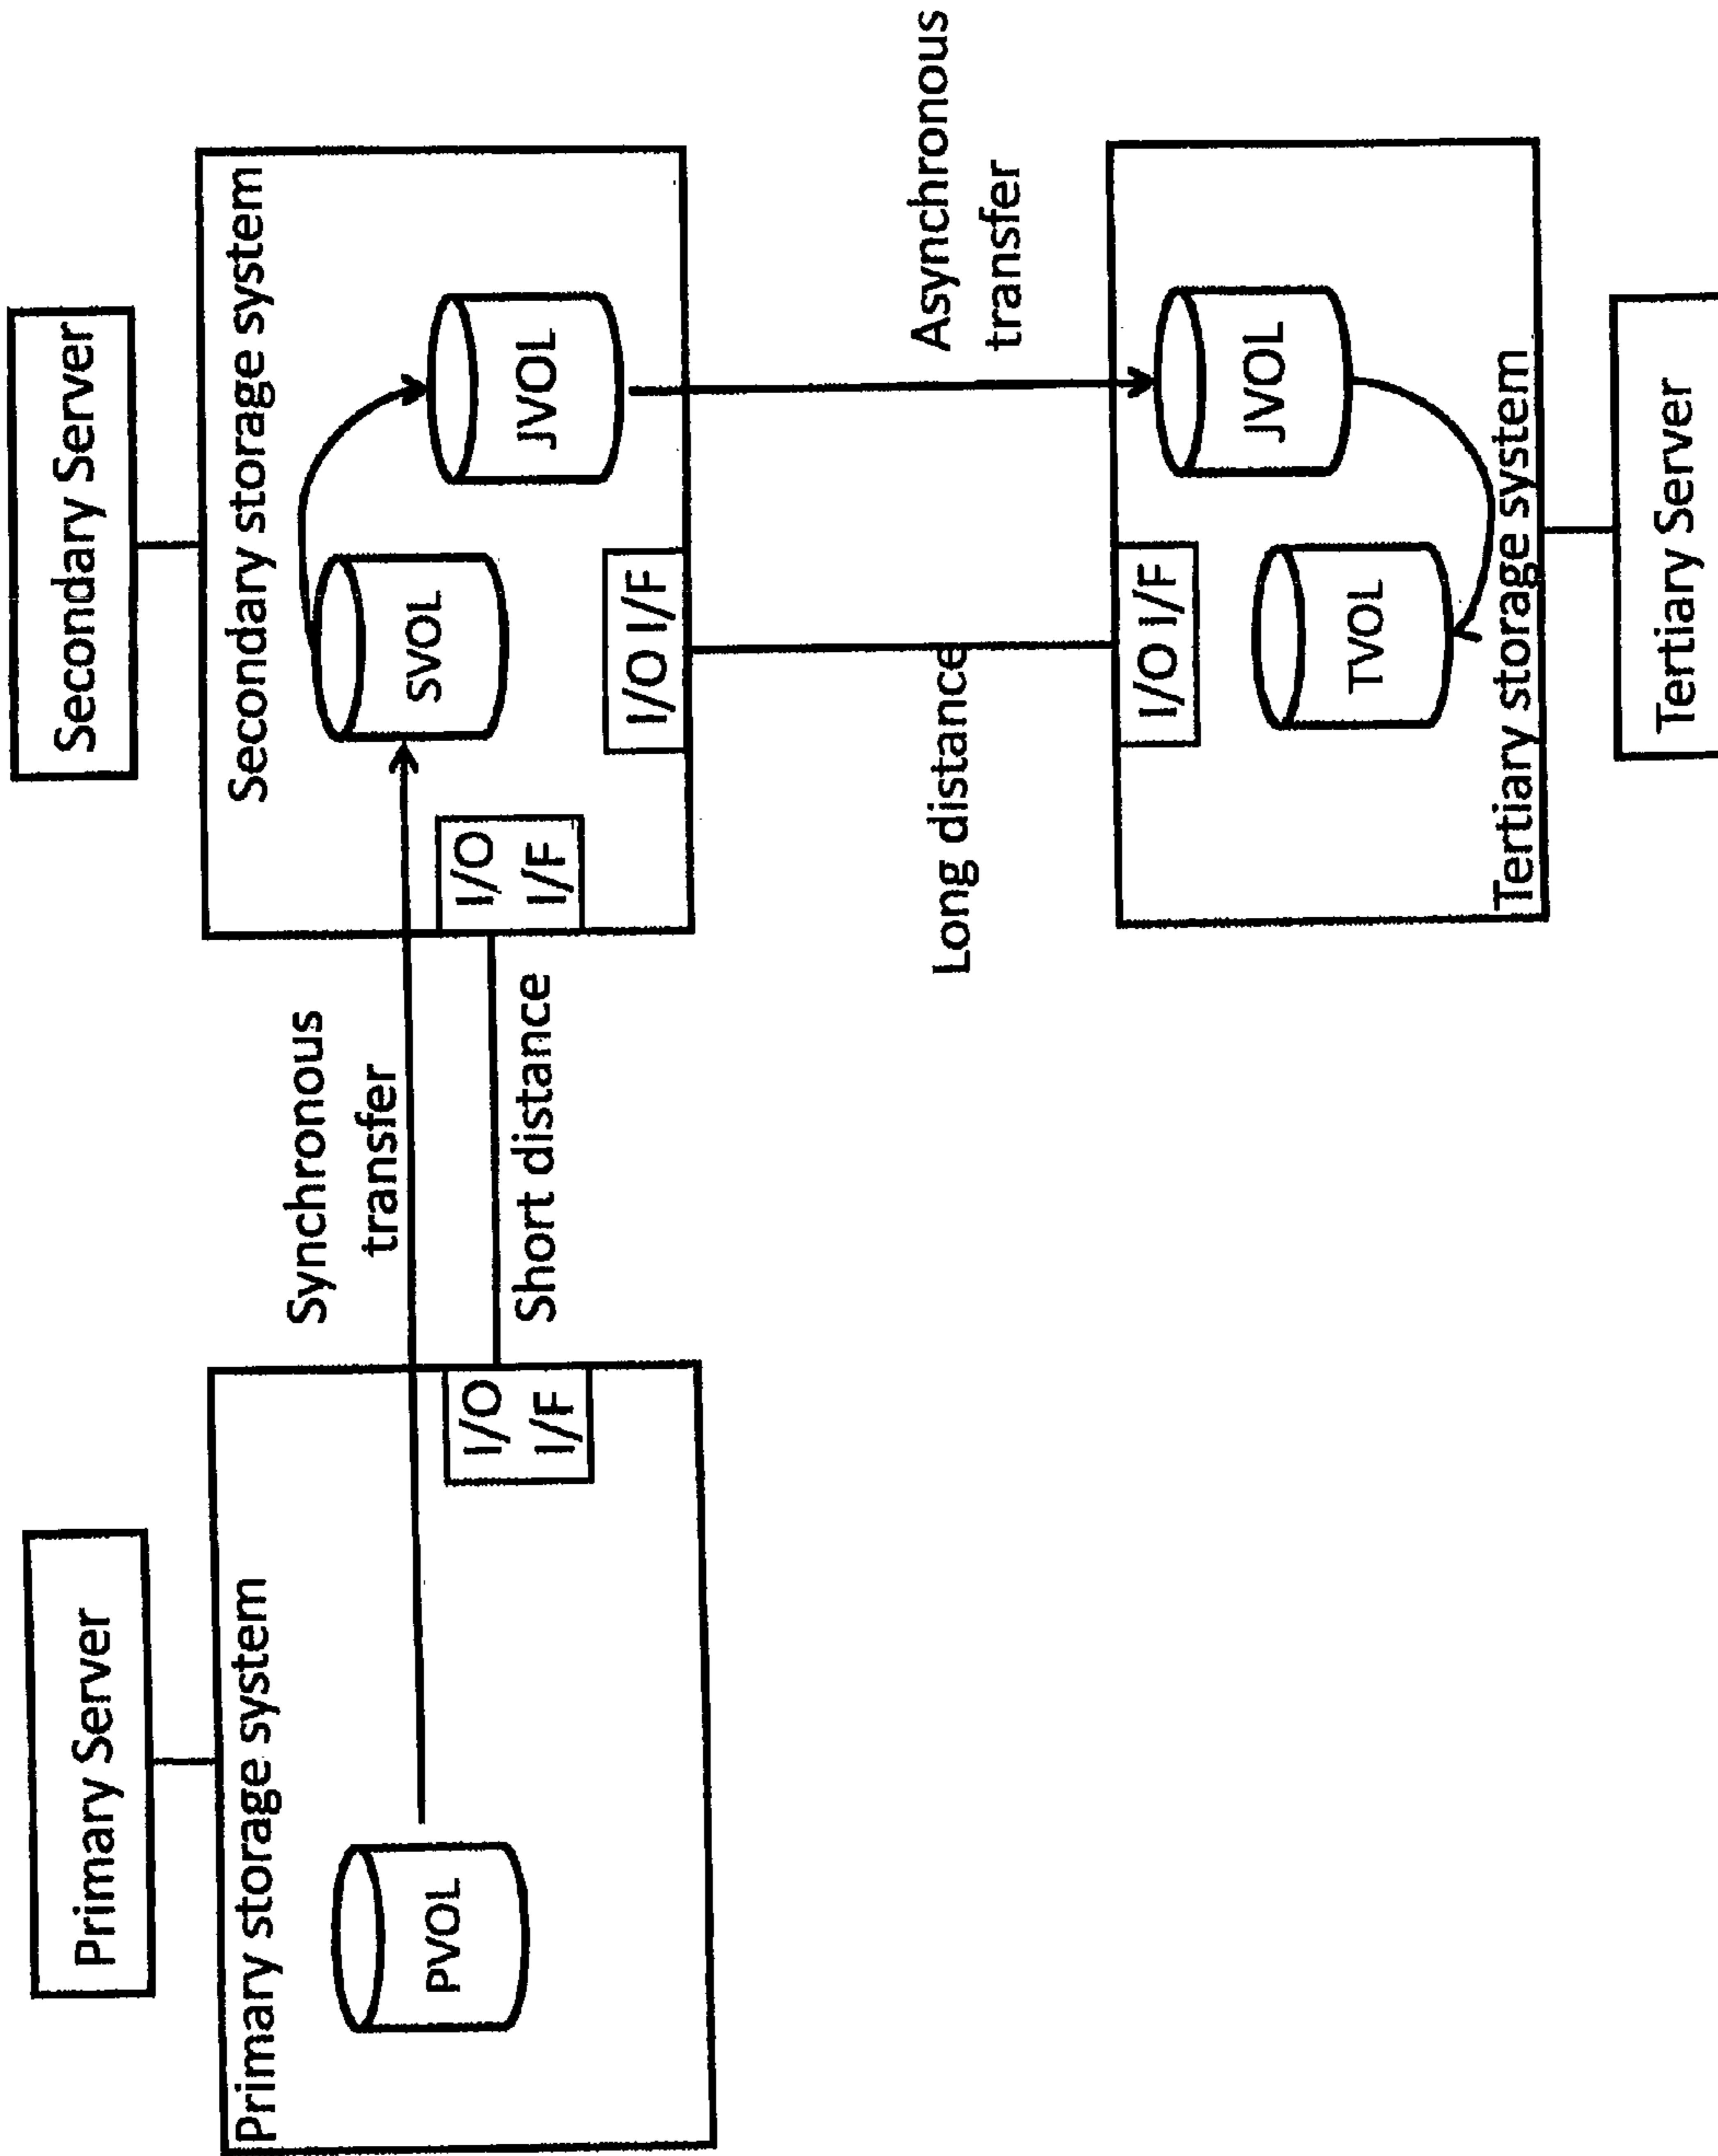 Primary Server
Primary storage system
PVOL
I/O
I/F
Synchronous
transfer
Short distance
Secondary Server
Secondary storage system
SVOL
JVOL
I/O
I/F
I/O I/F
Long distance
Asynchronous
transfer
I/O I/F
JVOL
TVOL
Tertiary storage system
Tertiary Server